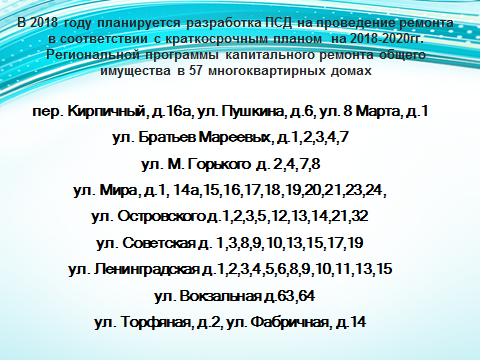 В 2018 году планируется разработка ПСД на проведение ремонта
в соответствии с краткосрочным планом на 2018-2020гг.
Региональной программы капитального ремонта общего
имущества в 57 многоквартирных домах
пер. Кирпичный, д.16а, ул. Пушкина, д.6, ул. 8 Марта, д.1
ул. Братьев Мареевых, д.1,2,3,4,7
ул. М. Горького д. 2,4,7,8
ул. Мира, д.1, 14а,15,16,17,18,19,20,21,23,24,
ул. Островского д.1,2,3,5,12,13,14,21,32
ул. Советская д. 1,3,8,9,10,13,15,17,19
ул. Ленинградская д.1,2,3,4,5,6,8,9,10,11,13,15
ул. Вокзальная д.63,64
ул. Торфяная, д.2, ул. Фабричная, д.14